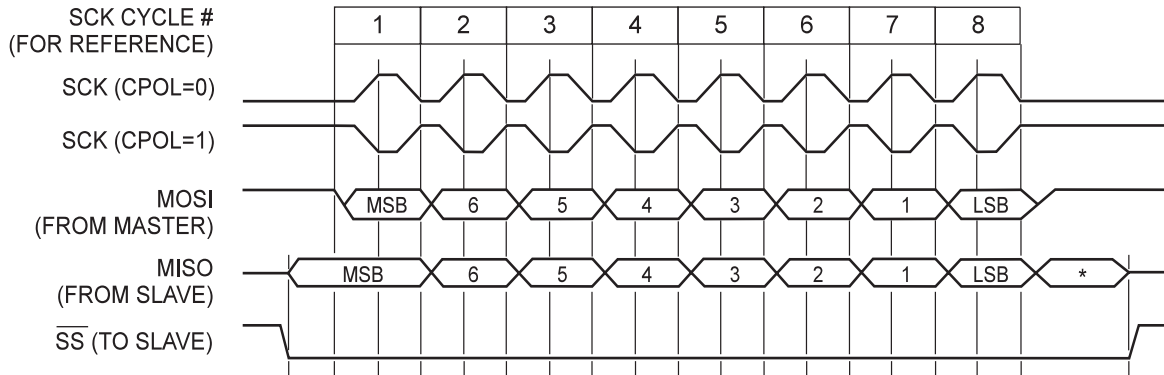 SCK CYCLE #
(FOR REFERENCE)
1 2 3 4 5 6 7 8
SCK (CPOL=0)
SCK (CPOL=1)
MOSI
(FROM MASTER)
MSB 6 5 4 3 2 1 LSB
MISO
(FROM SLAVE)
MSB 6 5 4 3 2 1 LSB *
S̅S̅ (TO SLAVE)